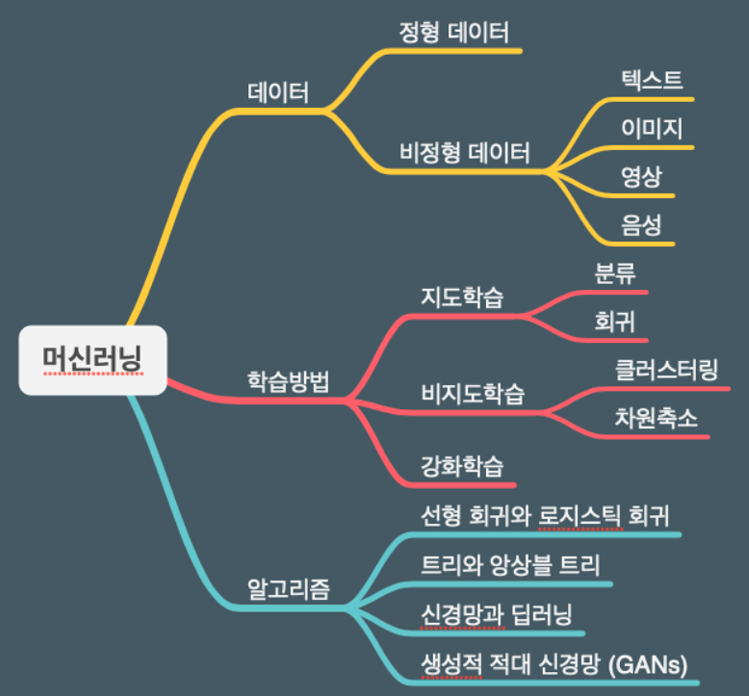 머신러닝
데이터
정형 데이터
비정형 데이터
텍스트
이미지
영상
음성
학습방법
지도학습
분류
회귀
비지도학습
클러스터링
차원축소
강화학습
알고리즘
선형 회귀와 로지스틱 회귀
트리와 앙상블 트리
신경망과 딥러닝
생성적 적대 신경망 (GANs)